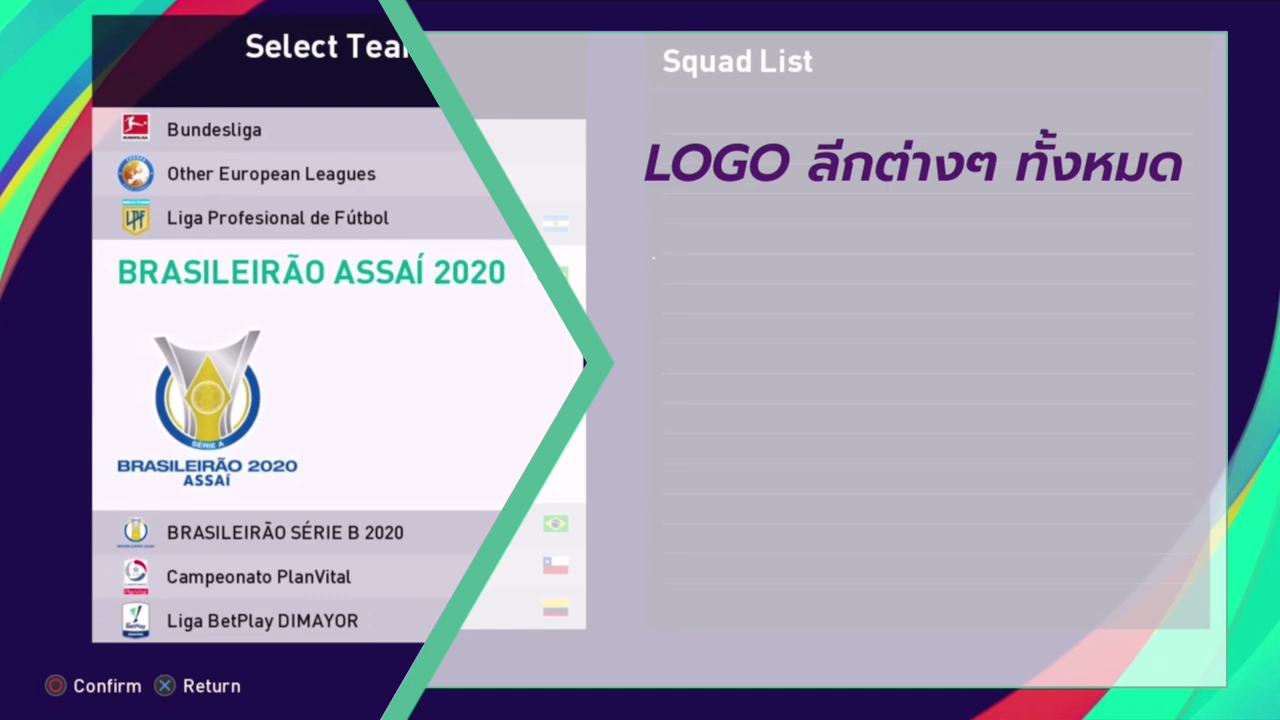 Select Tea
Bundesliga
Other European Leagues
Liga Profesional de Fútbol
BRASILEIRÃO ASSAÍ 2020
SÉRIE A
BRASILEIRÃO 2020
ASSAÍ
BRASILEIRÃO SÉRIE B 2020
Campeonato PlanVital
Liga BetPlay DIMAYOR
Confirm
Return
Squad List
LOGO ลีกต่างๆ ทั้งหมด